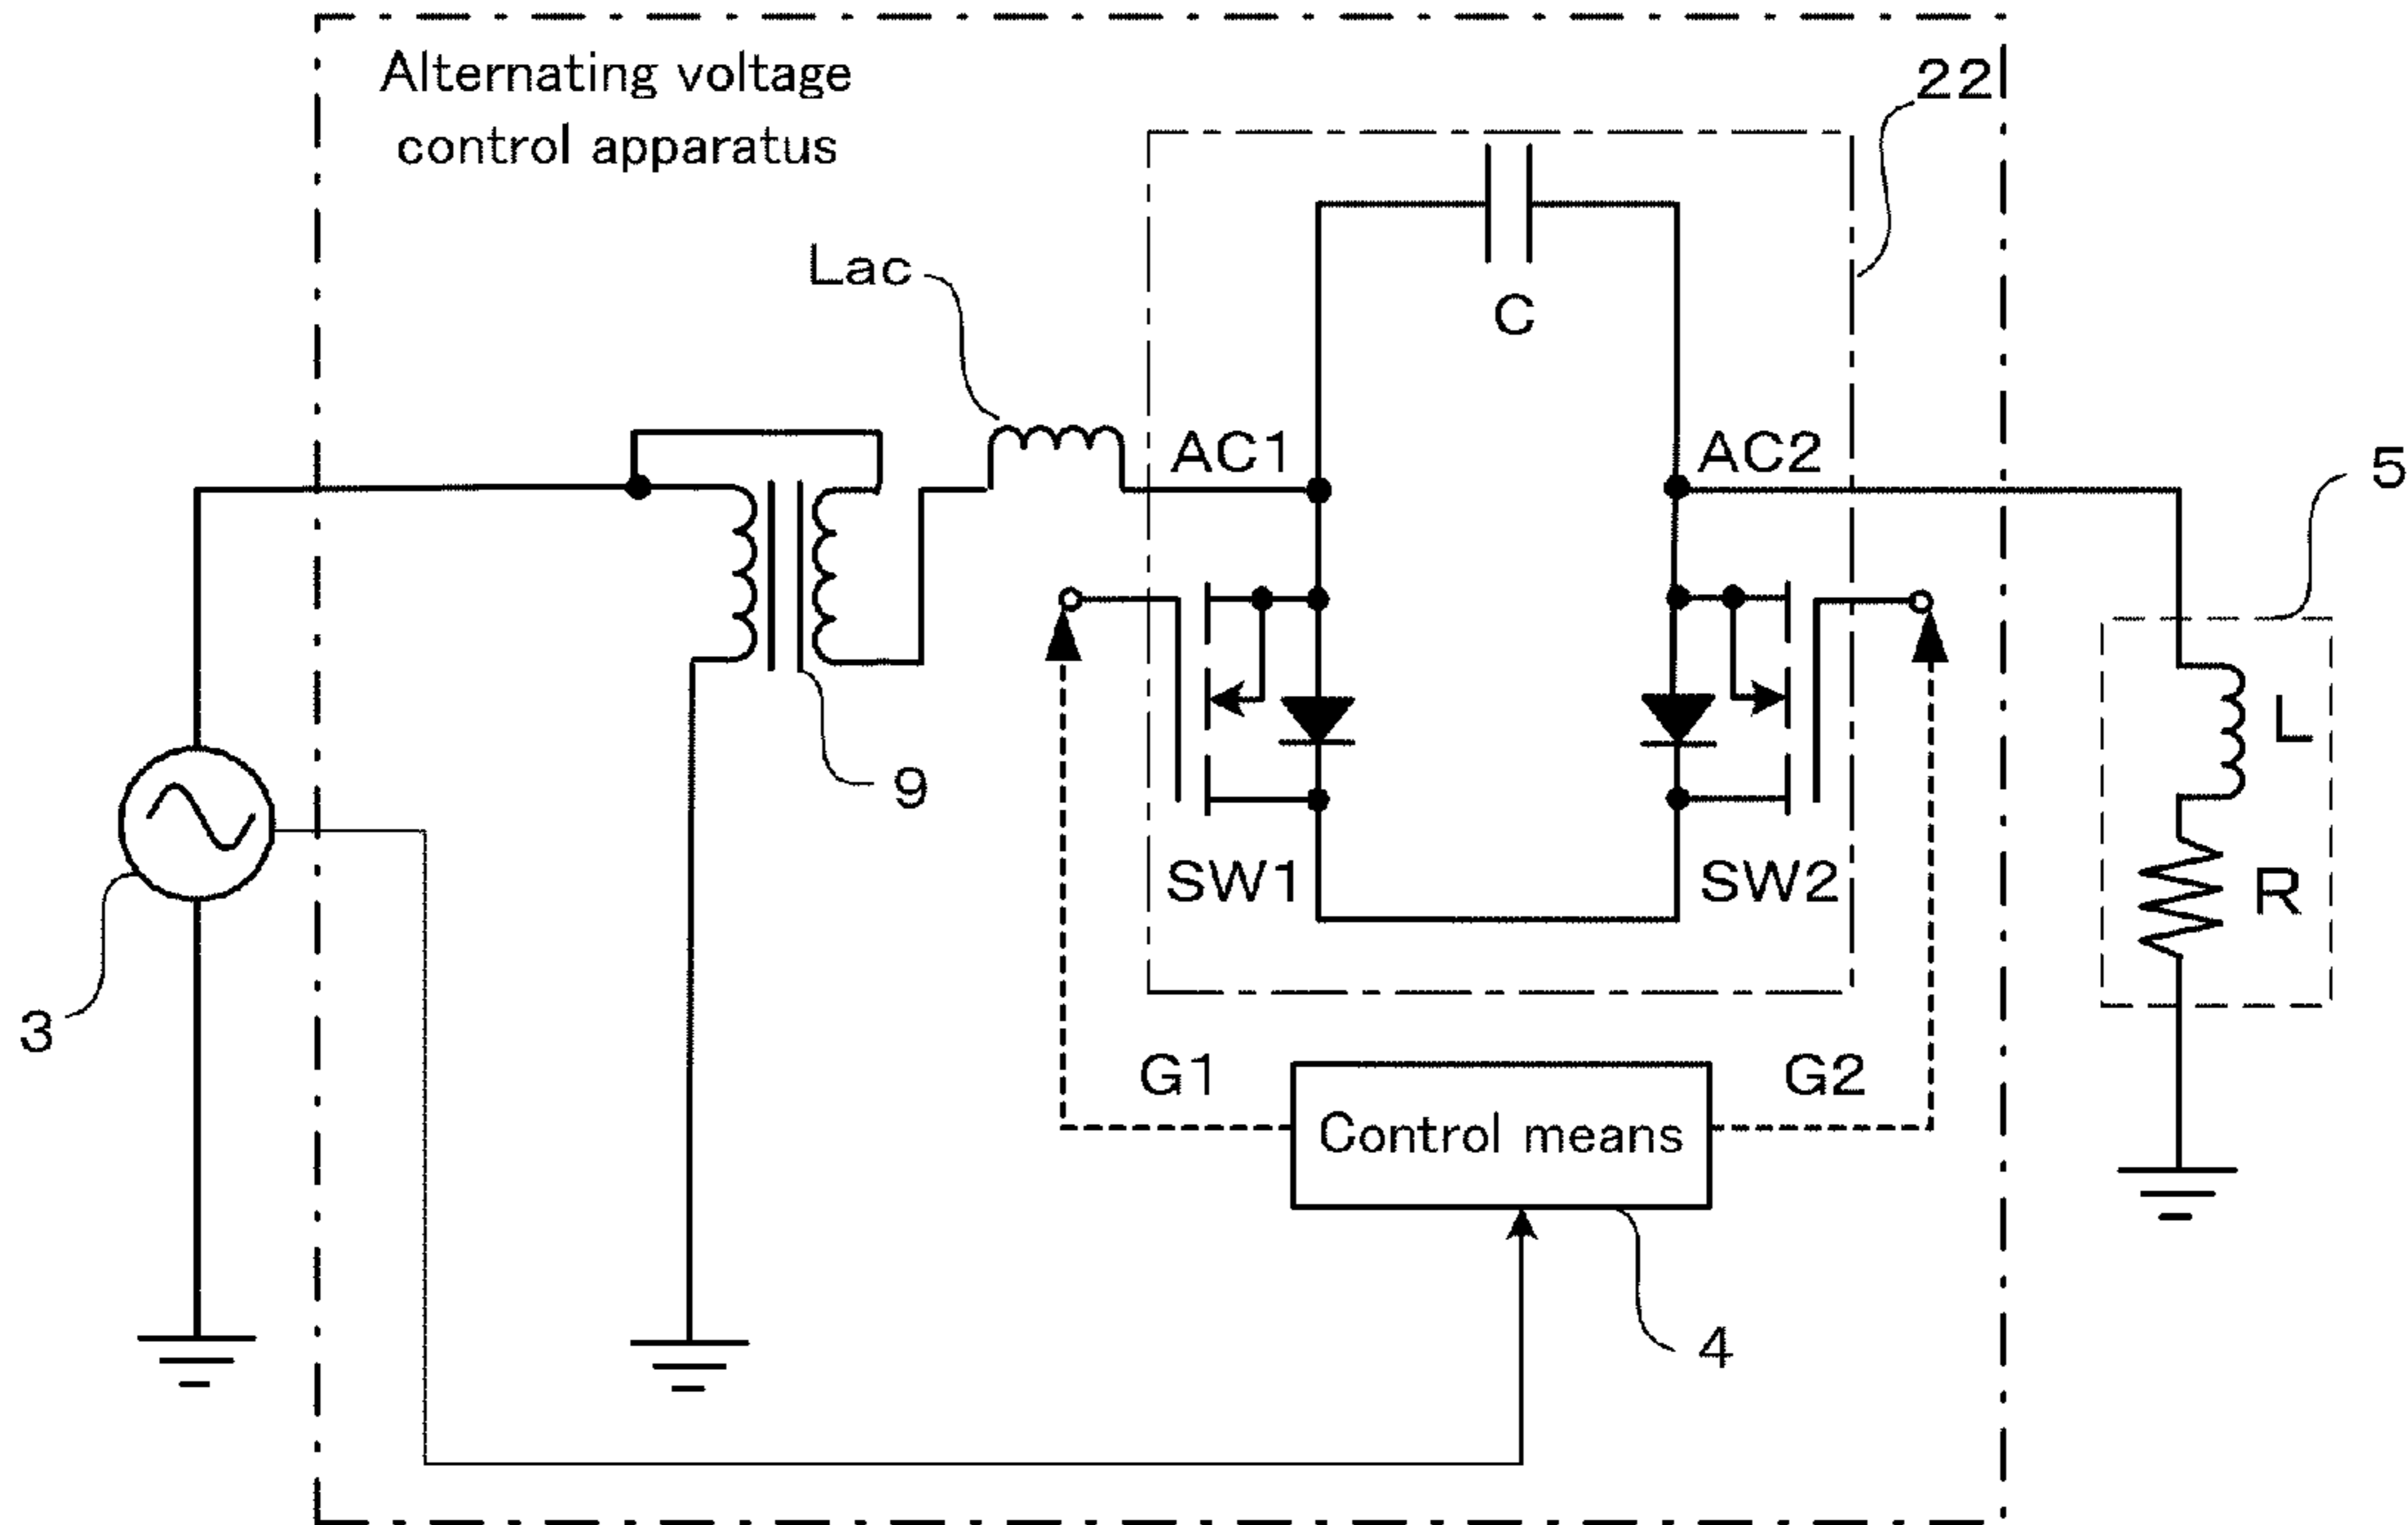 Alternating voltage
control apparatus
22
Lac
C
AC1
AC2
5
L
9
SW1
SW2
R
3
G1
G2
Control means
4